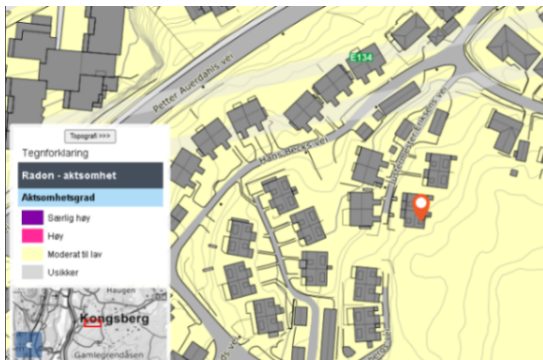 E134
Petter Auerdahls vei
Hans Becks vei
Topografi >>>
Tegnforklaring
Radon - aktsomhet
Aktsomhetsgrad
Særlig høy
Høy
Moderat til lav
Usikker
Haugen
Kongsberg
Gamlegrendåsen